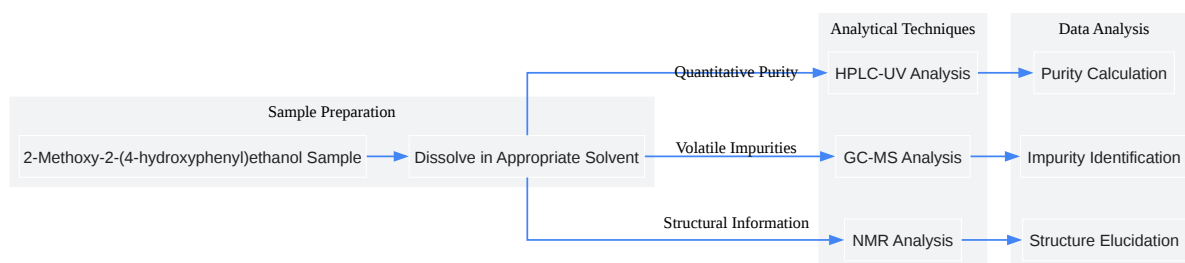 Analytical Techniques
Data Analysis
Quantitative Purity
HPLC-UV Analysis
Purity Calculation
Sample Preparation
2-Methoxy-2-(4-hydroxyphenyl)ethanol Sample
Dissolve in Appropriate Solvent
Volatile Impurities
GC-MS Analysis
Impurity Identification
Structural Information
NMR Analysis
Structure Elucidation